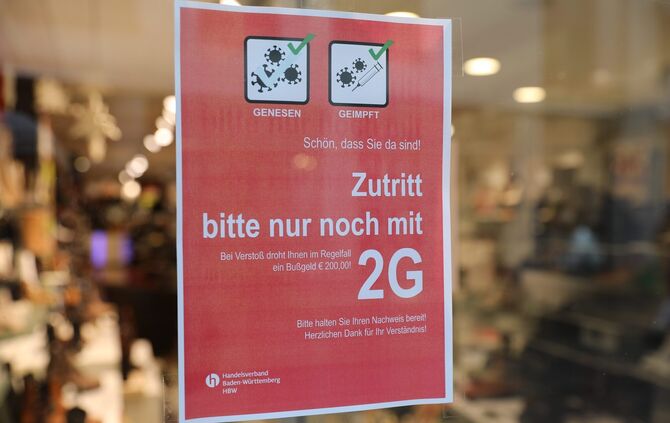 GENESEN GEIMPFT
Schön, dass Sie da sind!
Zutritt
bitte nur noch mit
Bei Verstoß droht Ihnen im Regelfall
ein Bußgeld € 200,00!
2G
Bitte halten Sie Ihren Nachweis bereit!
Herzlichen Dank für Ihr Verständnis!
h Handelsverband
Baden-Württemberg
HBW